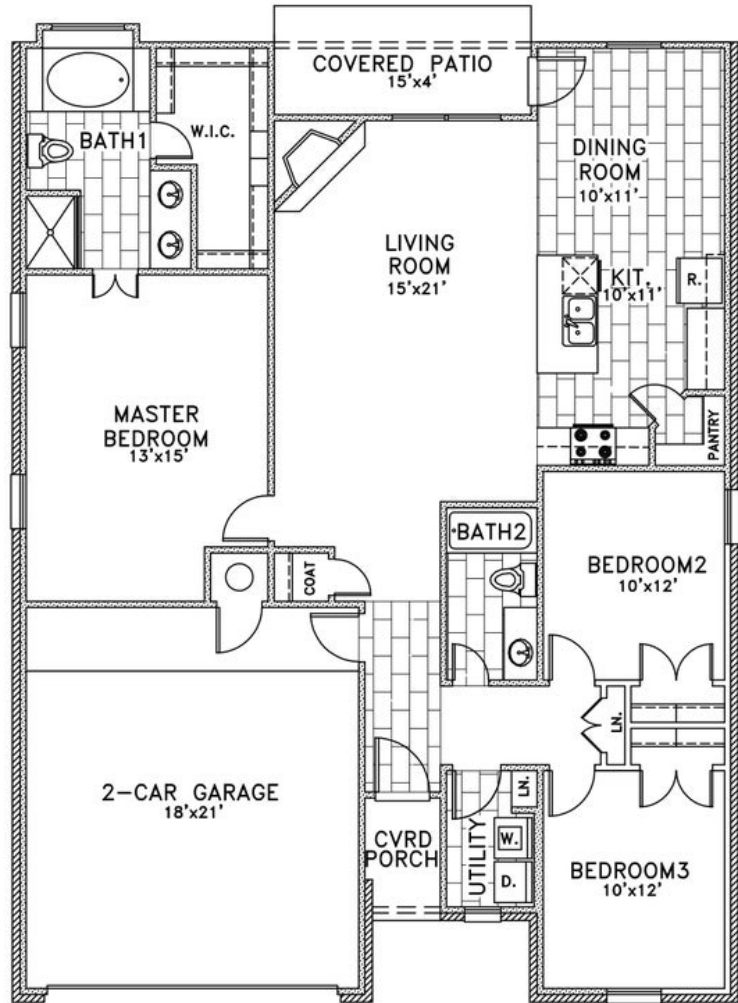 COVERED PATIO
15'x4'
BATH1
W.I.C.
DINING
ROOM
10'x11'
LIVING
ROOM
15'x21'
KIT.
10'x11'
R.
MASTER
BEDROOM
13'x15'
PANTRY
BATH2
COAT
BEDROOM2
10'x12'
LN.
2-CAR GARAGE
18'x21'
LN.
CVRD
PORCH
UTILITY
W.
D.
BEDROOM3
10'x12'